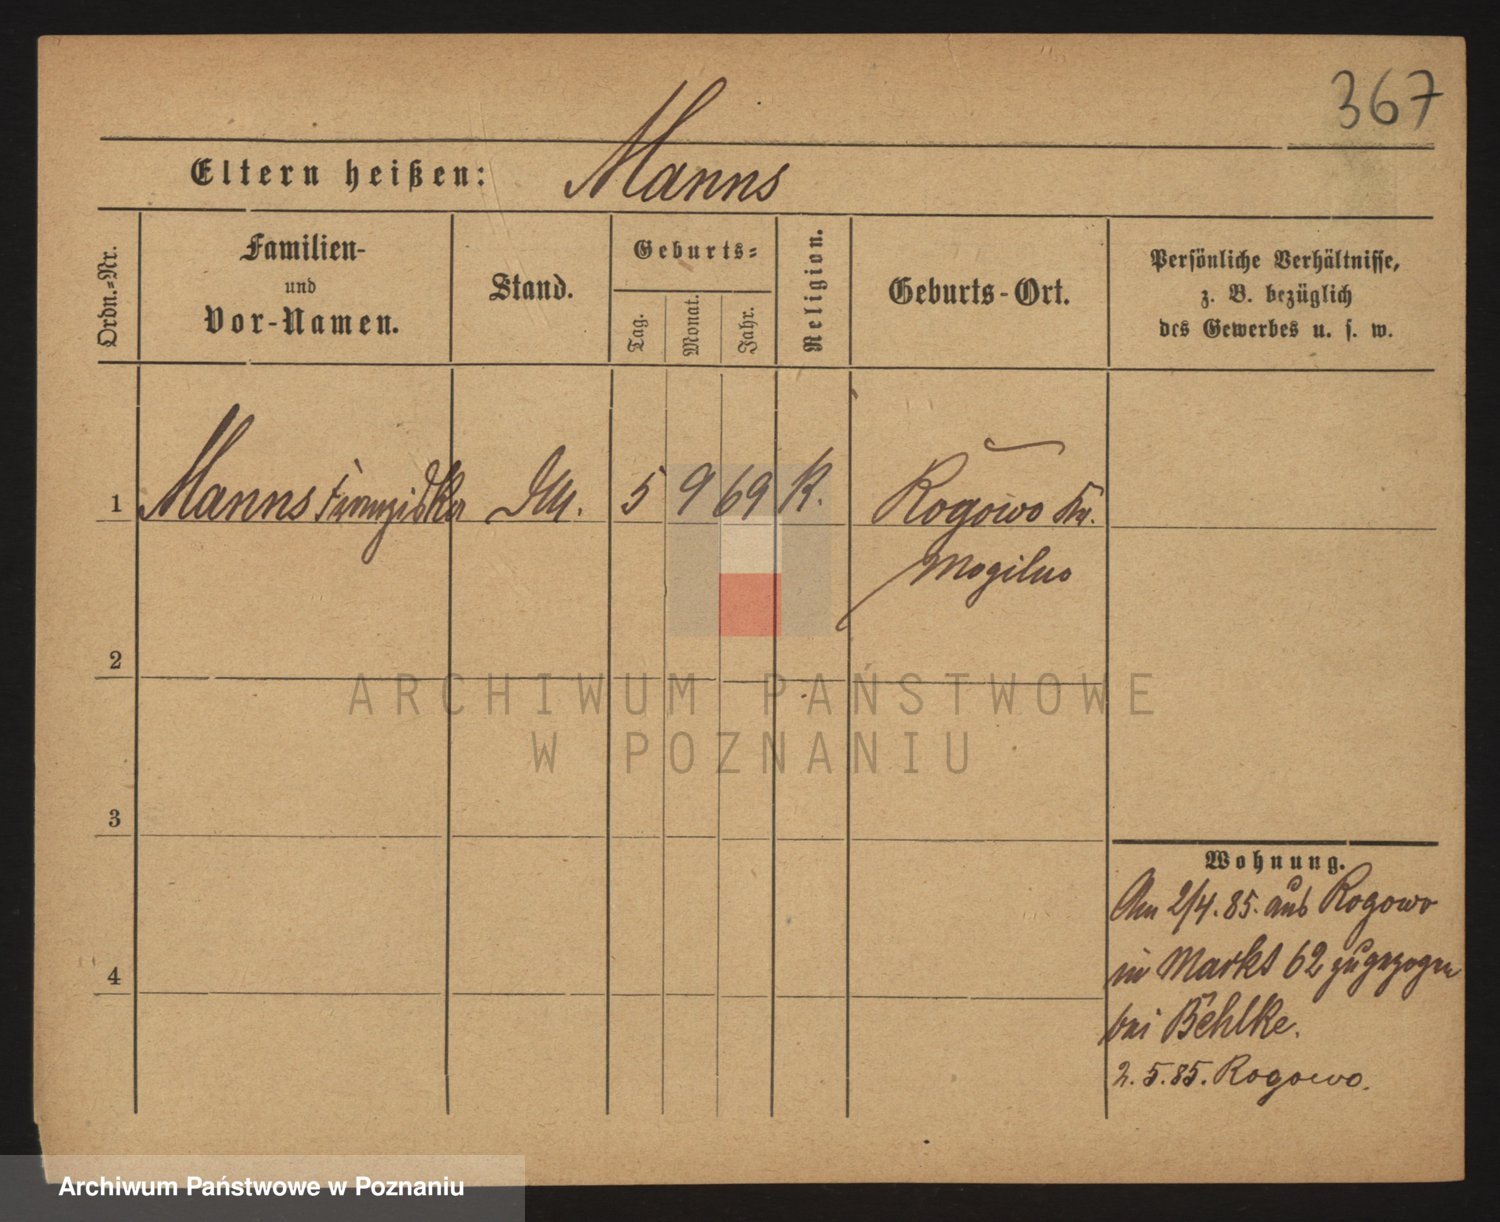 367
Eltern heißen: Manns
Ordn.-Nr.
Familien-
und
Vor-Namen.
Stand.
Geburts-
Tag.
Monat.
Jahr.
Religion.
Geburts-Ort.
Persönliche Verhältnisse,
z. B. bezüglich
des Gewerbes u. s. w.
1 Manns Franziska 5 9 69 K. Rogowo Kr.
Mogilno
2
3
4
Wohnung.
Am 2/4. 85. aus Rogowo
in Markt 62 zugezogen
bei Böhlke.
2. 5. 85. Rogowo.
ARCHIWUM PAŃSTWOWE
W POZNANIU
Archiwum Państwowe w Poznaniu